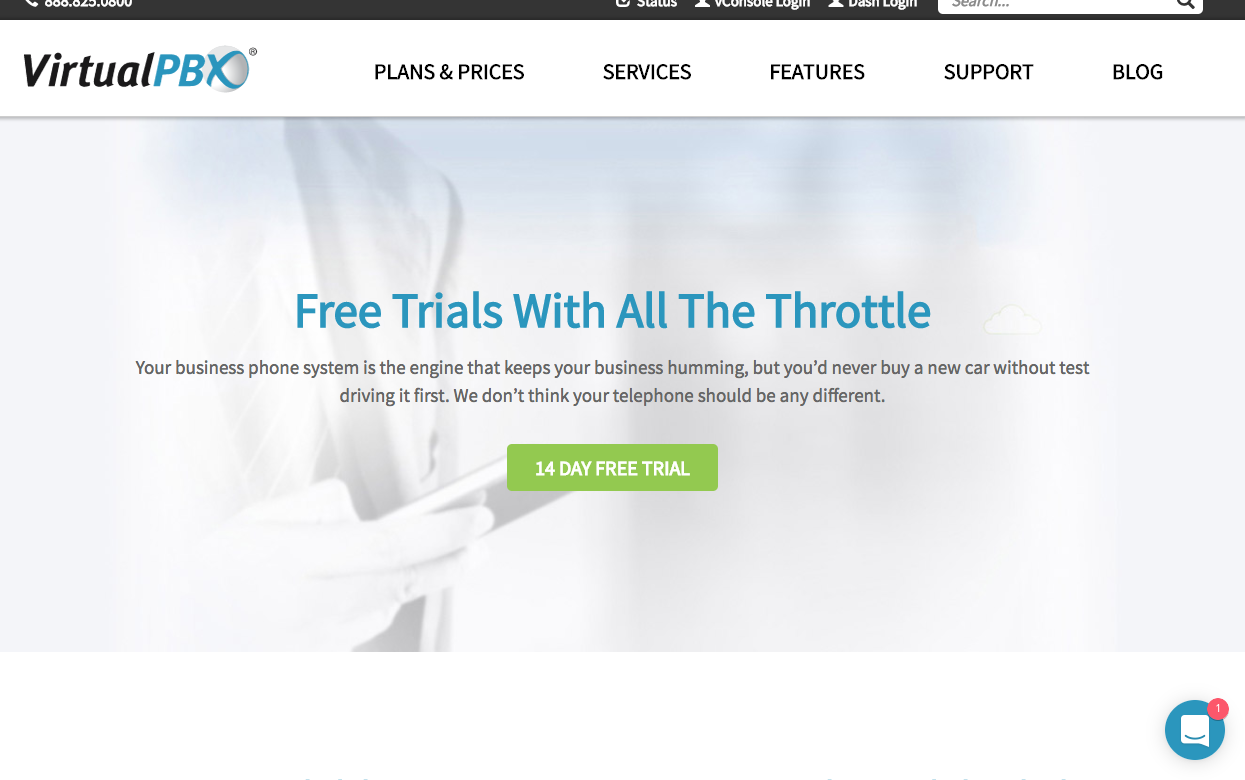 888.825.0800
Status
vConsole Login
Dash Login
Search...
VirtualPBX®
PLANS & PRICES
SERVICES
FEATURES
SUPPORT
BLOG
Free Trials With All The Throttle
Your business phone system is the engine that keeps your business humming, but you’d never buy a new car without test
driving it first. We don’t think your telephone should be any different.
14 DAY FREE TRIAL
1